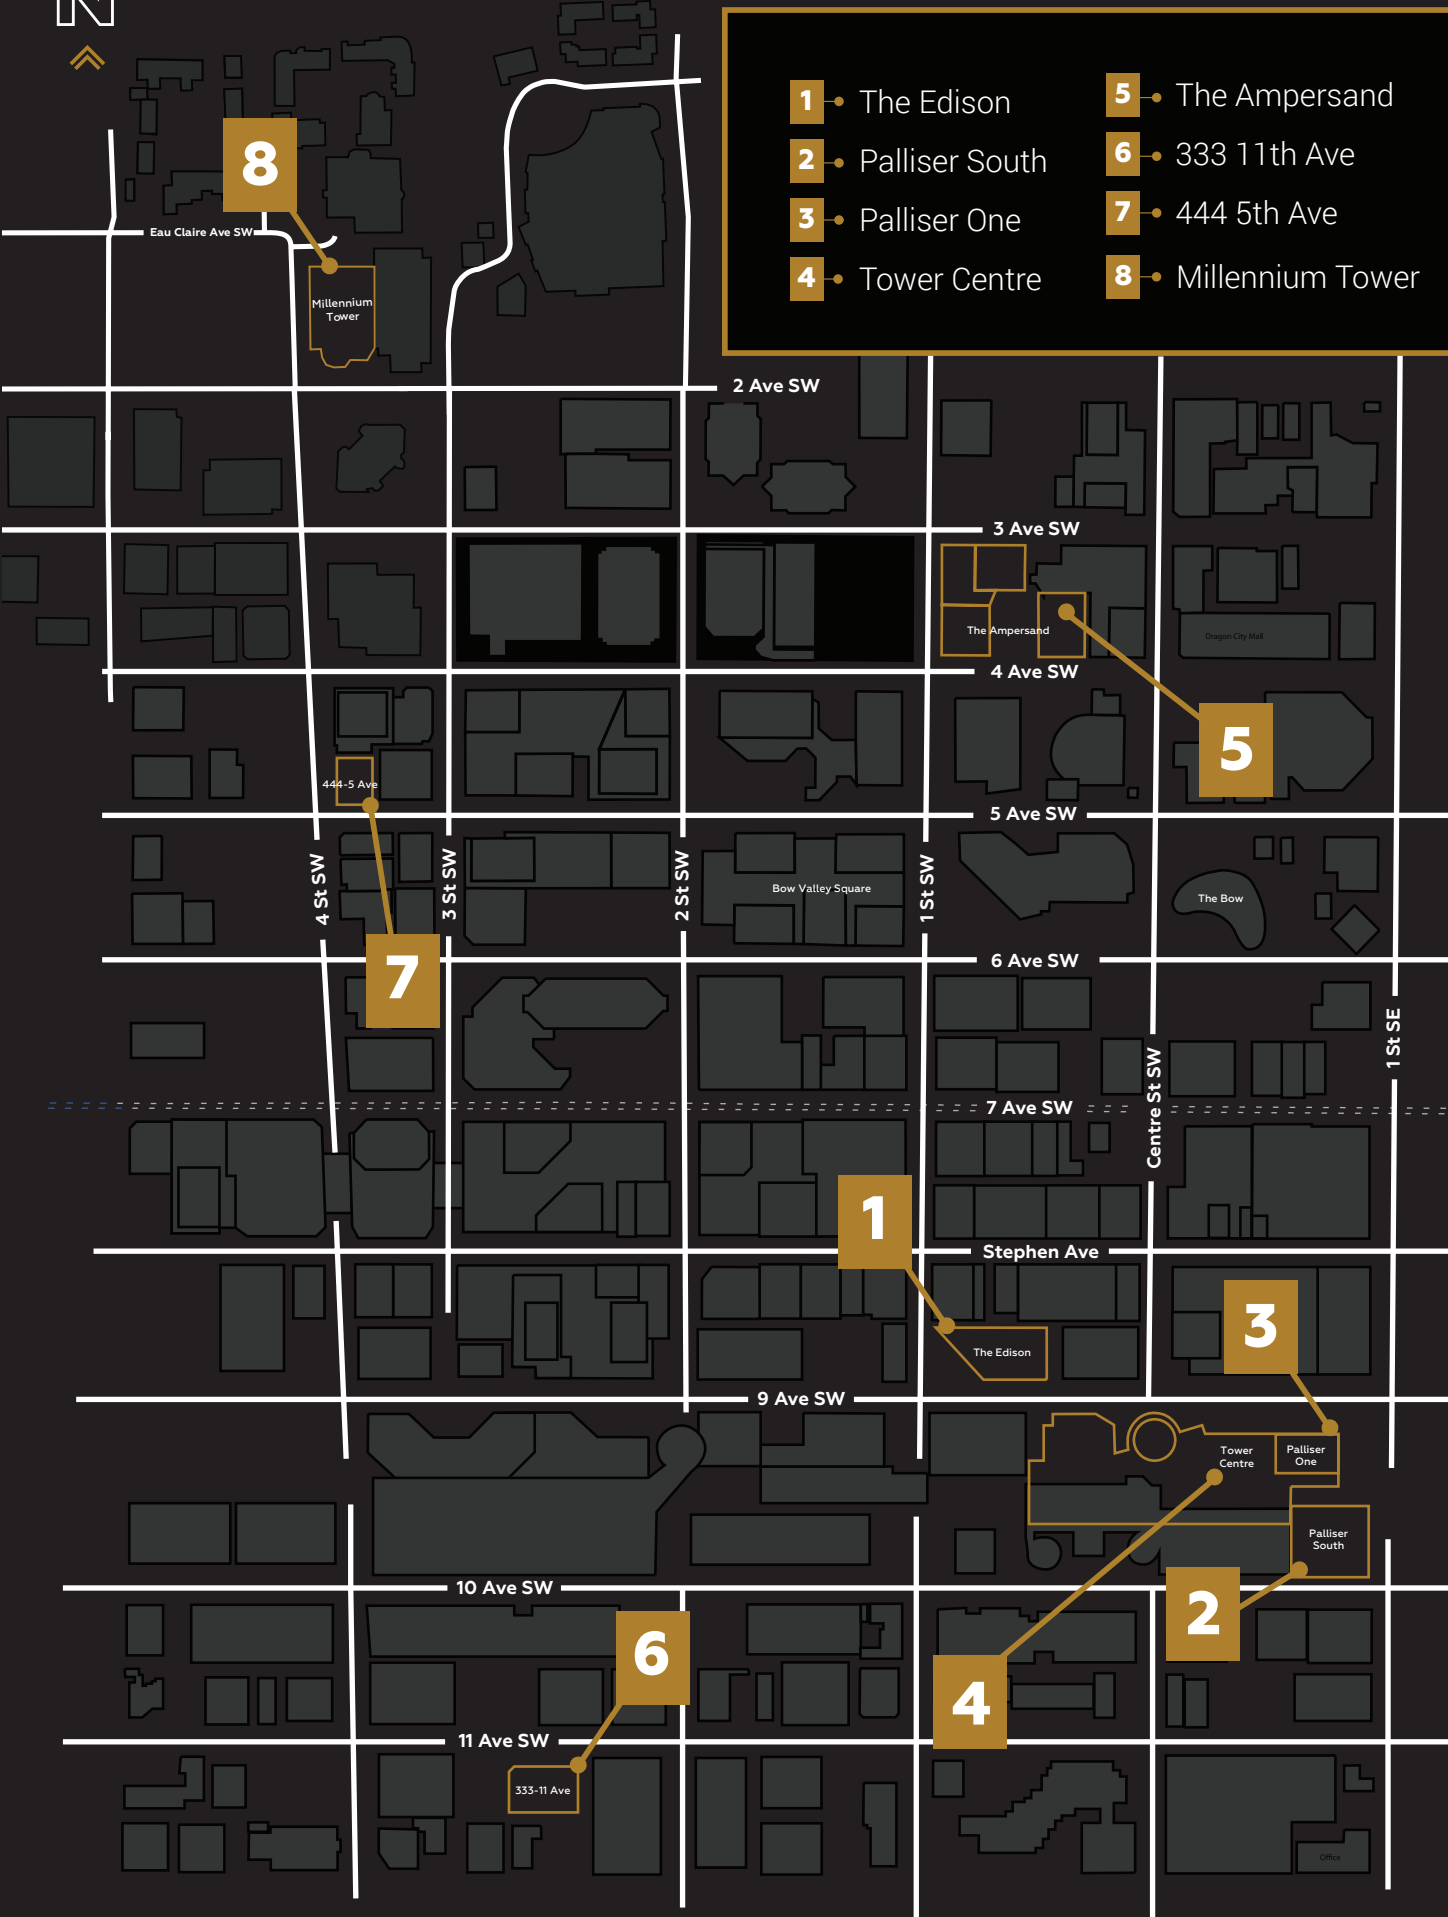 N
1 The Edison
2 Palliser South
3 Palliser One
4 Tower Centre
5 The Ampersand
6 333 11th Ave
7 444 5th Ave
8 Millennium Tower
8
Eau Claire Ave SW
Millennium
Tower
2 Ave SW
3 Ave SW
The Ampersand
Dragon City Mall
4 Ave SW
5
444-5 Ave
5 Ave SW
4 St SW
3 St SW
2 St SW
1 St SW
Bow Valley Square
The Bow
7
6 Ave SW
1 St SE
Centre St SW
7 Ave SW
1
Stephen Ave
3
The Edison
9 Ave SW
Tower
Centre
Palliser
One
Palliser
South
10 Ave SW
2
6
4
11 Ave SW
333-11 Ave
Office